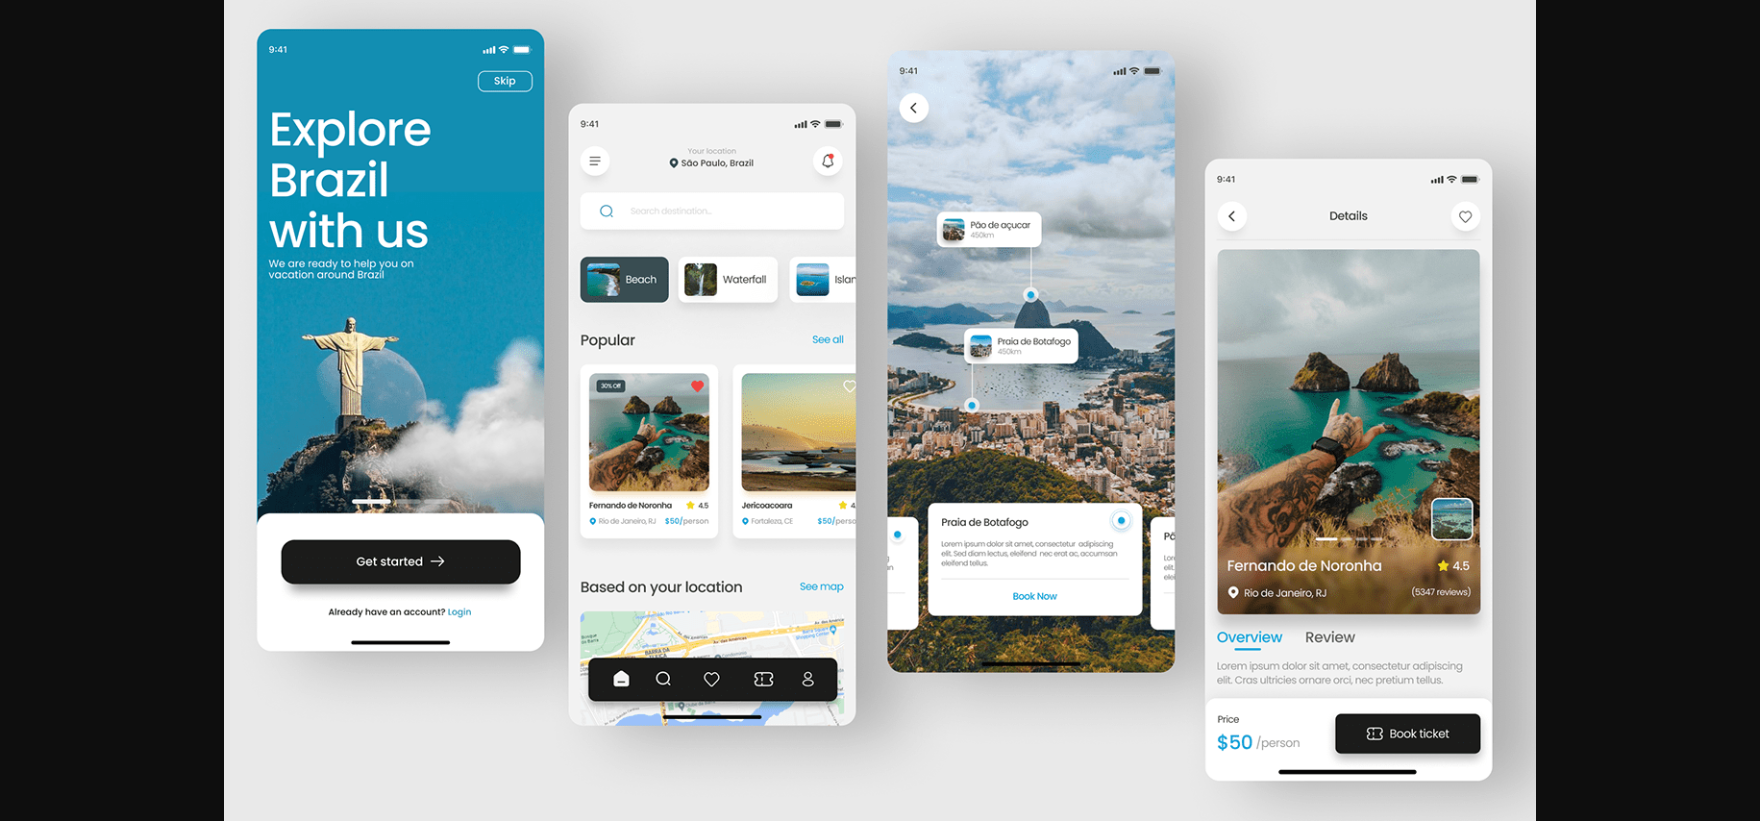 9:41
Skip
Explore
Brazil
with us
We are ready to help you on
vacation around Brazil
Get started
Already have an account? Login
9:41
Your location
São Paulo, Brazil
Search destination...
Beach
Waterfall
Islan
Popular
See all
30% Off
Fernando de Noronha
4.5
Rio de Janeiro, RJ
$50/person
Jericoacoara
4.
Fortaleza, CE
$50/perso
Based on your location
See map
BARRA DA
9:41
Pão de açucar
450km
Praia de Botafogo
450km
Praia de Botafogo
Lorem ipsum dolor sit amet, consectetur adipiscing
elit. Sed diam lectus, eleifend nec erat ac, accumsan
eleifend tellus.
Book Now
an
Pã
Lor
elit.
elei
9:41
Details
Fernando de Noronha
4.5
Rio de Janeiro, RJ
(5347 reviews)
Overview
Review
Lorem ipsum dolor sit amet, consectetur adipiscing
elit. Cras ultricies ornare orci, nec pretium tellus.
Price
$50 /person
Book ticket